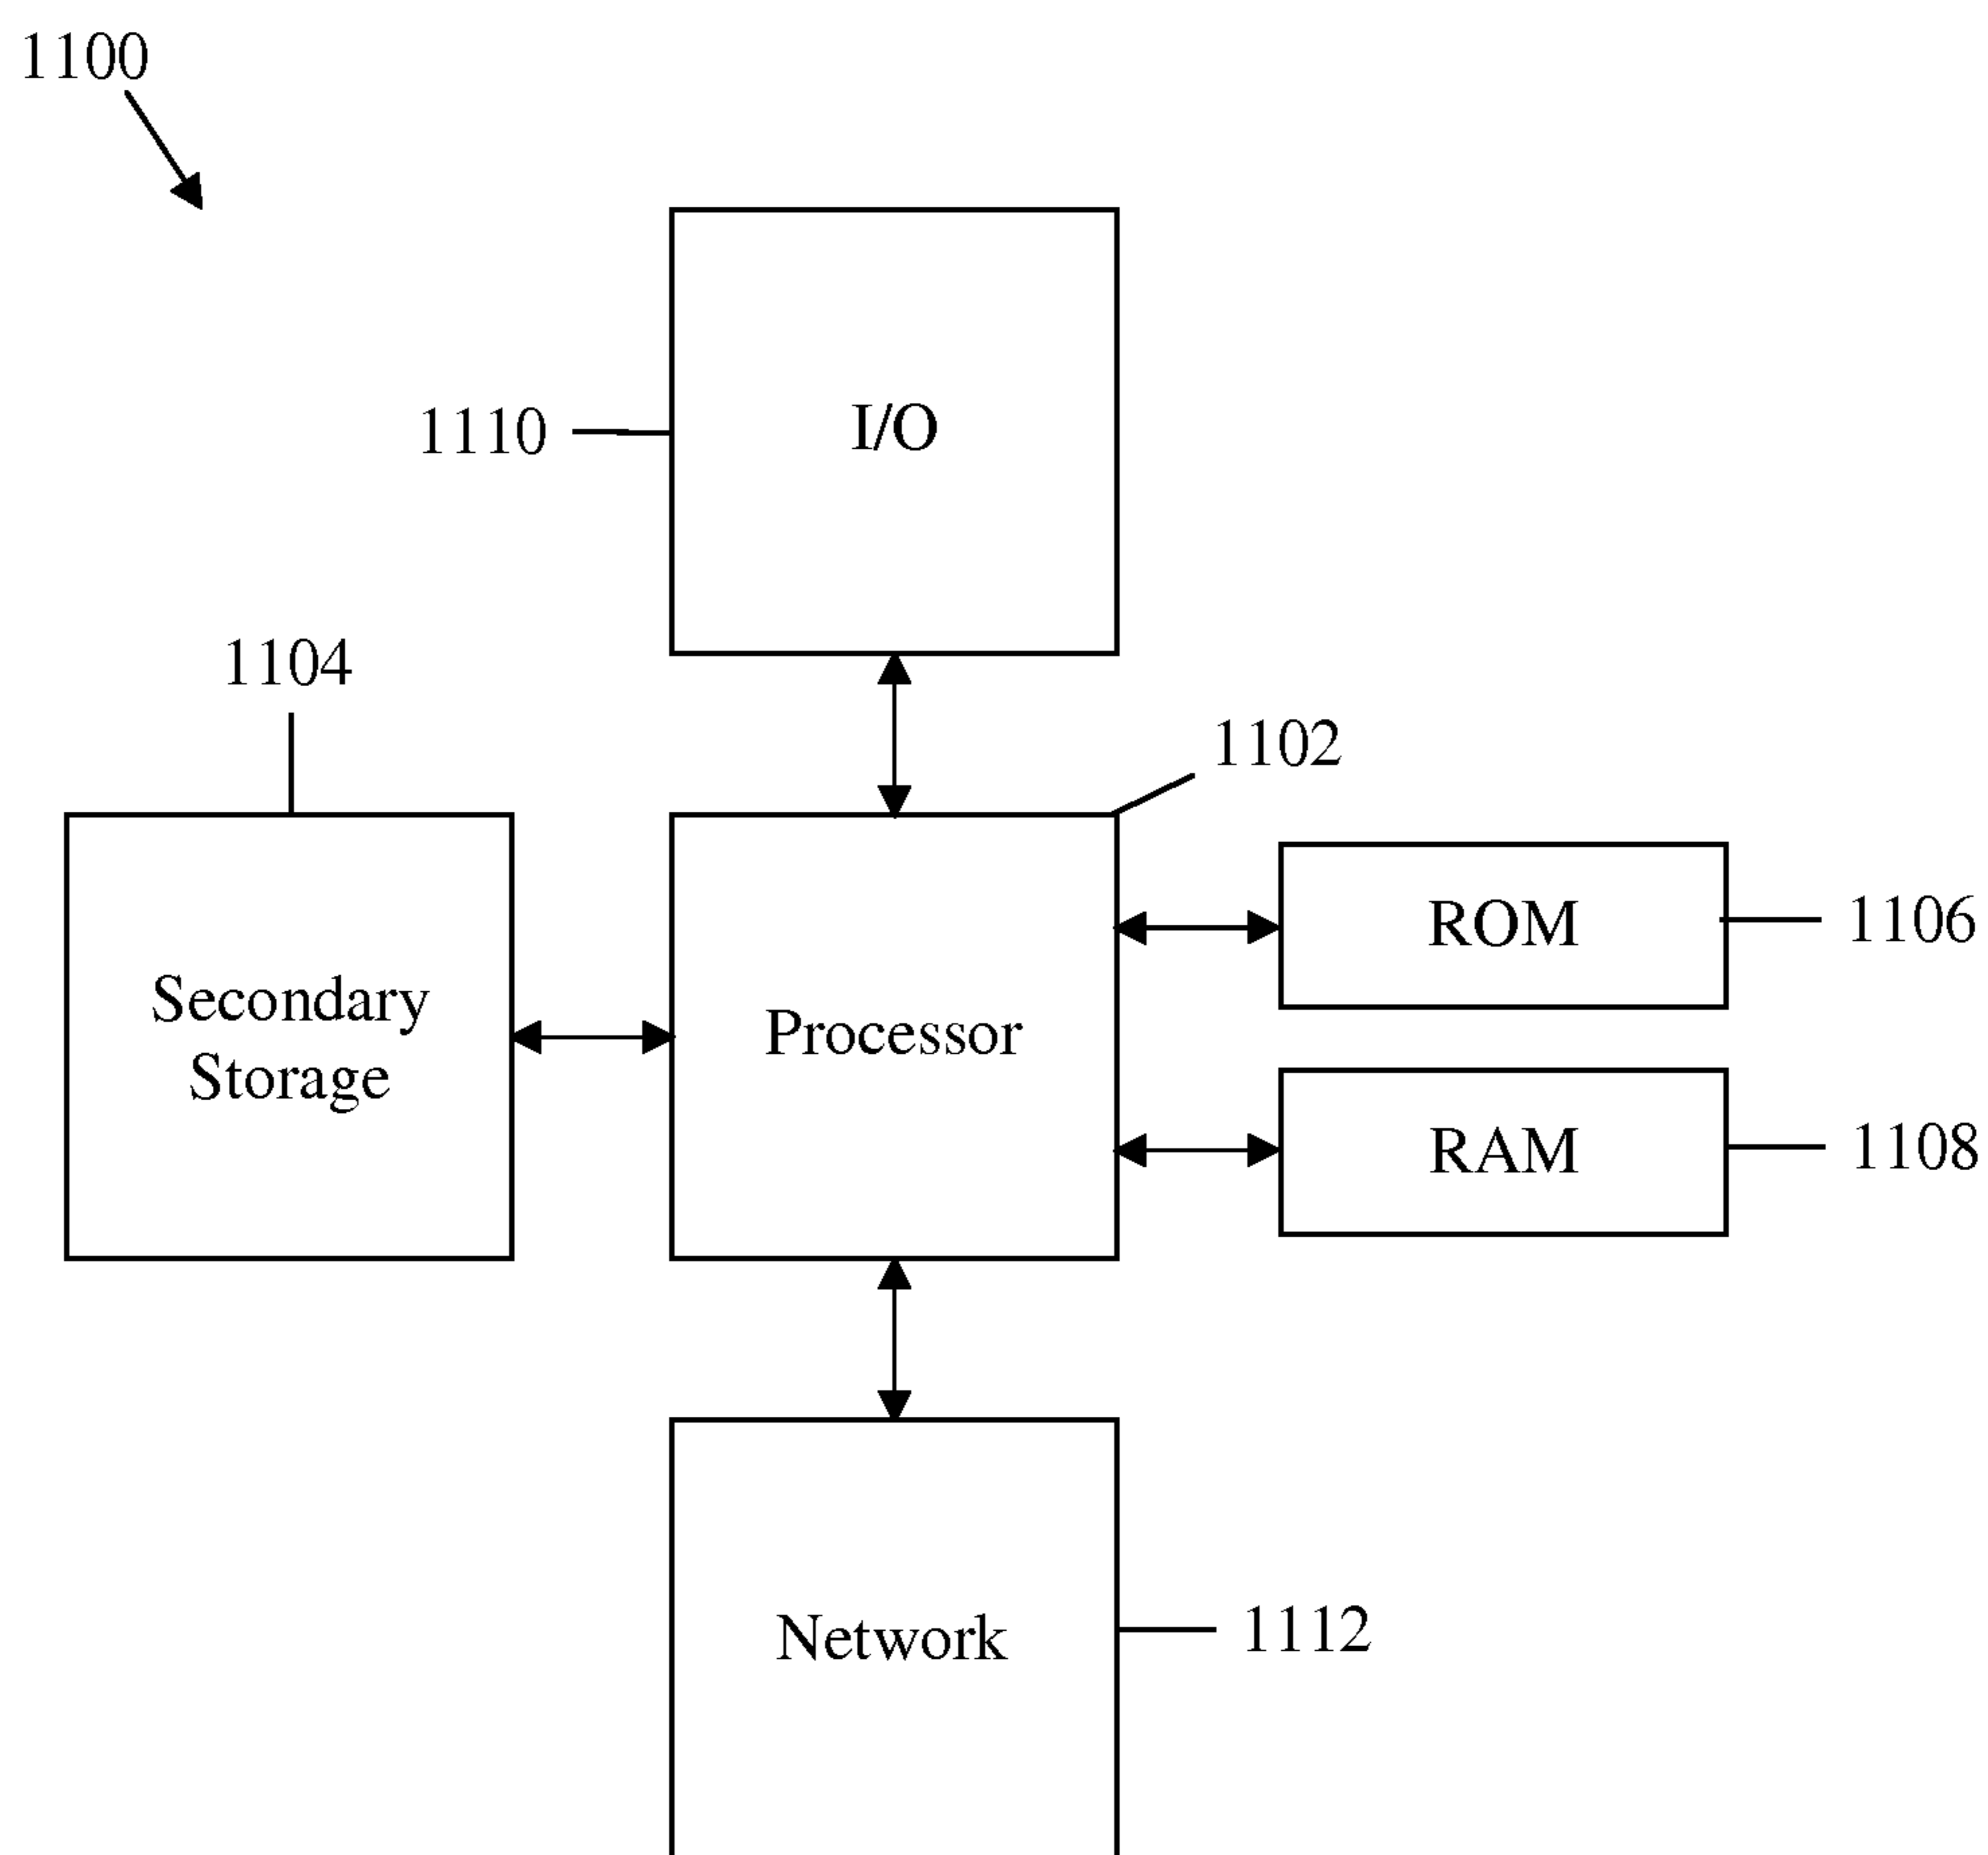 1100
I/O
1110
1104
1102
ROM
1106
Secondary
Storage
Processor
RAM
1108
Network
1112